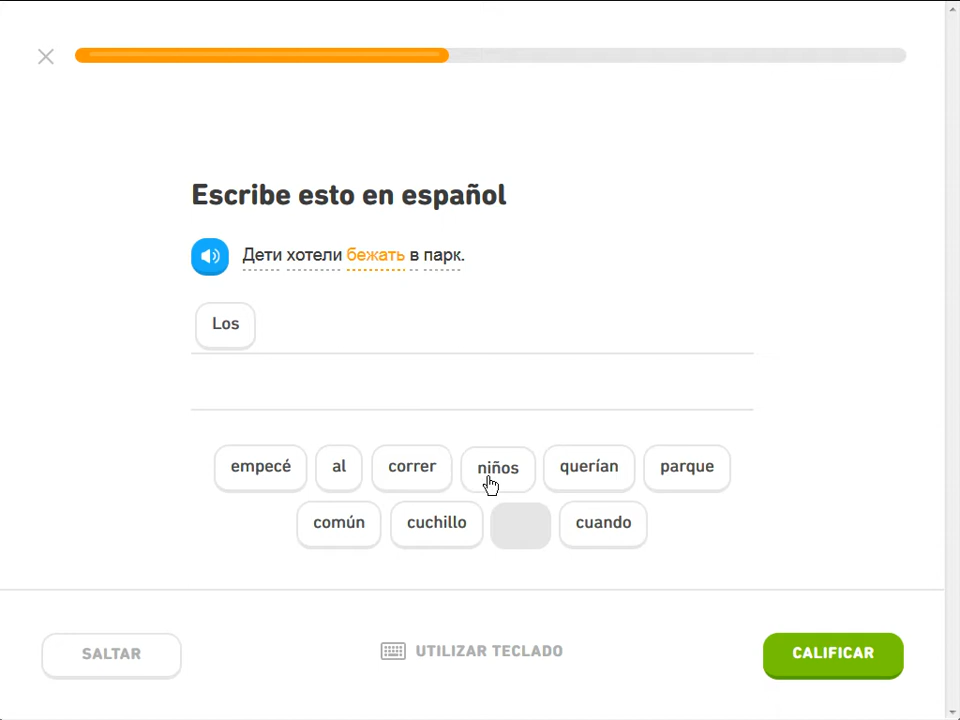 Escribe esto en español
Дети хотели бежать в парк.
Los
empecé al correr niños querían parque
común cuchillo cuando
SALTAR UTILIZAR TECLADO CALIFICAR